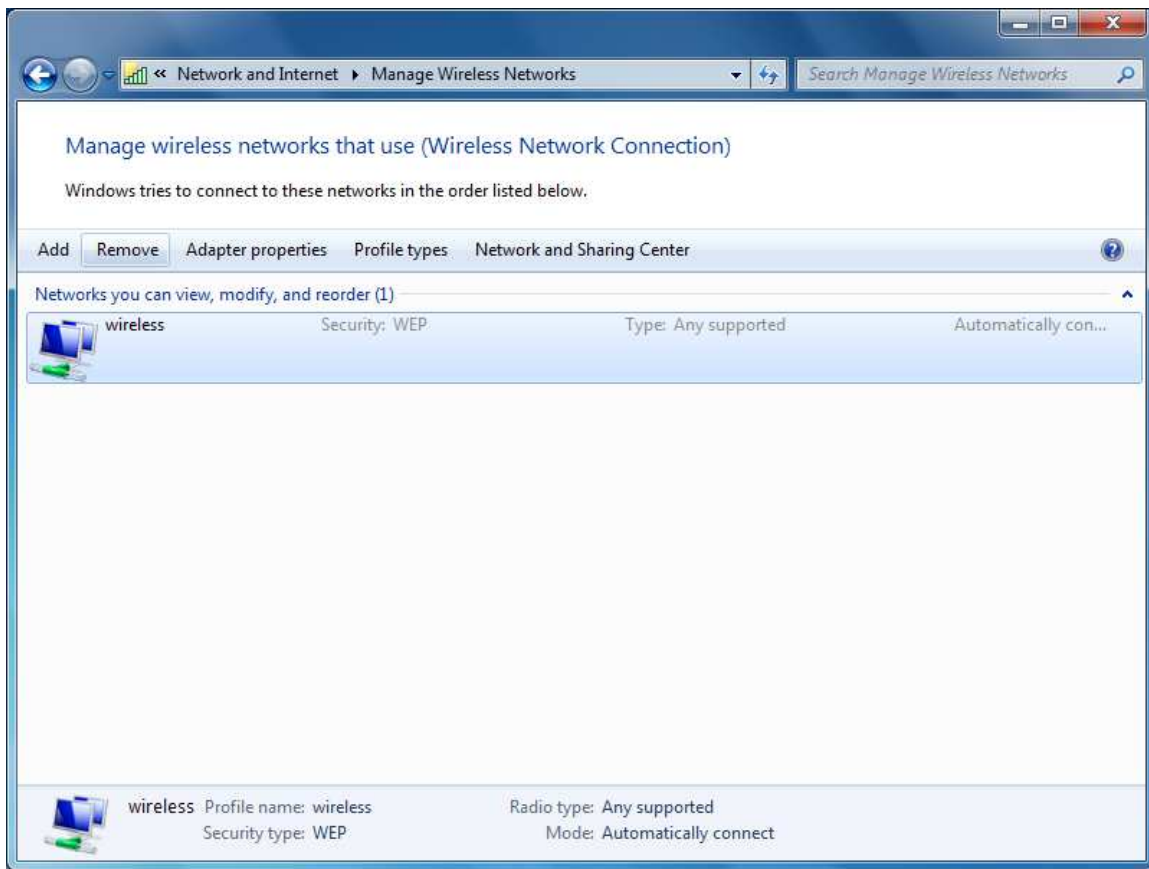 « Network and Internet ▸ Manage Wireless Networks Search Manage Wireless Networks
Manage wireless networks that use (Wireless Network Connection)
Windows tries to connect to these networks in the order listed below.
Add Remove Adapter properties Profile types Network and Sharing Center
Networks you can view, modify, and reorder (1)
wireless Security: WEP Type: Any supported Automatically con...
wireless Profile name: wireless Radio type: Any supported
Security type: WEP Mode: Automatically connect